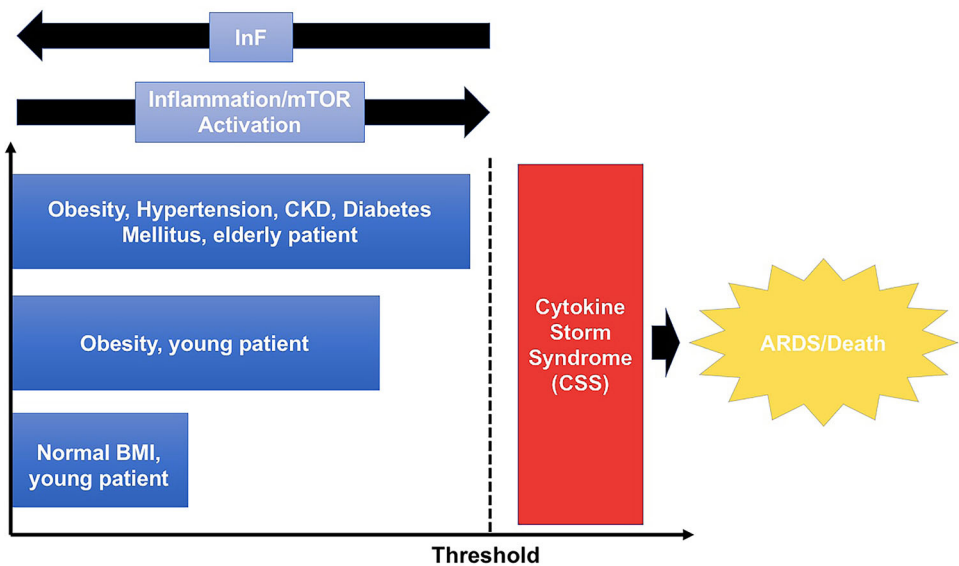 InF
Inflammation/mTOR
Activation
Obesity, Hypertension, CKD, Diabetes
Mellitus, elderly patient
Obesity, young patient
Normal BMI,
young patient
Cytokine
Storm
Syndrome
(CSS)
ARDS/Death
Threshold